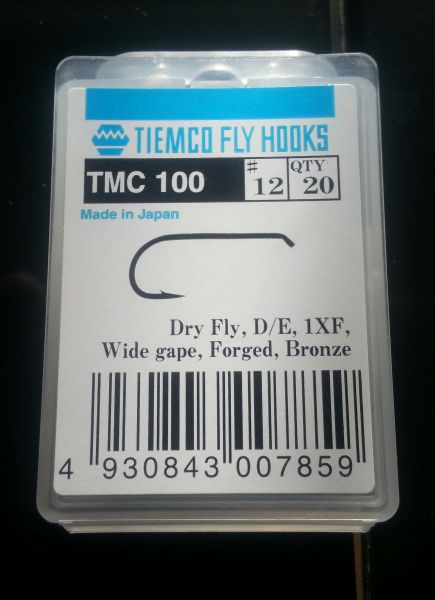 TIEMCO FLY HOOKS
TMC 100 # 12 QTY 20
Made in Japan
Dry Fly, D/E, 1XF,
Wide gape, Forged, Bronze
4 930843 007859